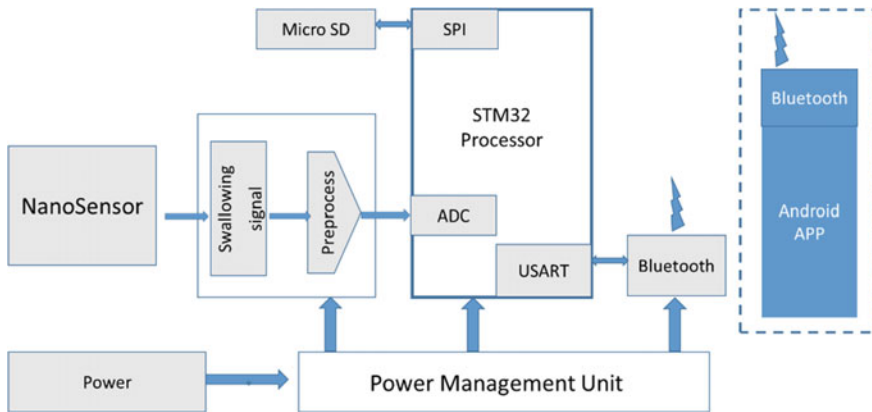 Micro SD
SPI
STM32
Processor
Bluetooth
NanoSensor
Swallowing
signal
Preprocess
ADC
Android
APP
USART
Bluetooth
Power
Power Management Unit